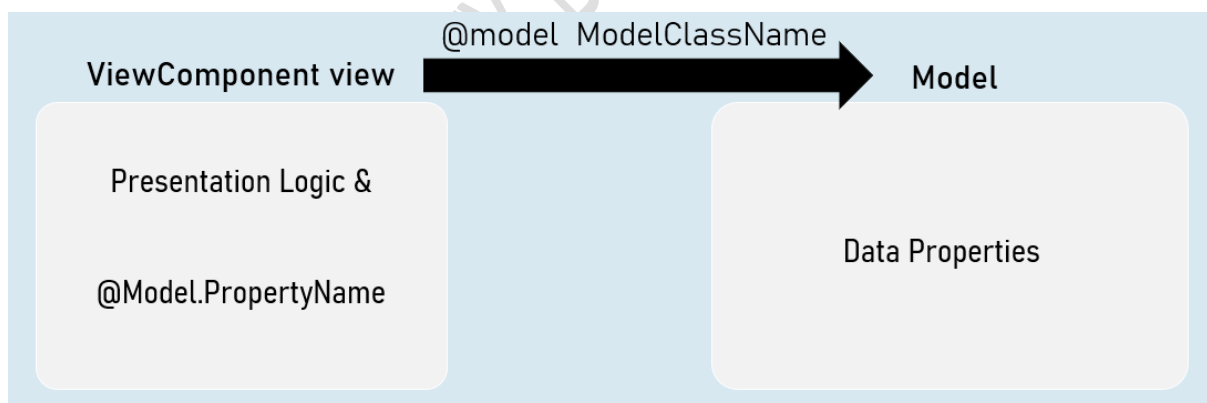 @model ModelClassName
ViewComponent view
Model
Presentation Logic &
@Model.PropertyName
Data Properties